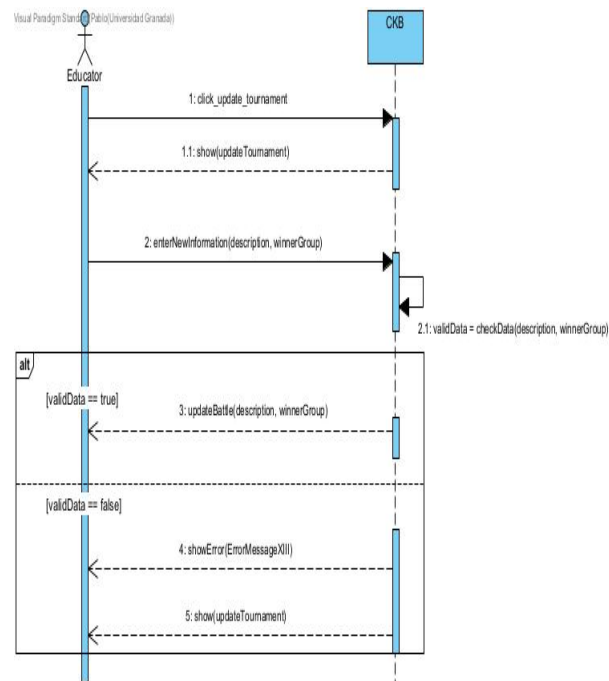 Visual Paradigm Standard(Pablo(Universidad Granada))
CKB
Educator
1: click_update_tournament
1.1: show(updateTournament)
2: enterNewInformation(description, winnerGroup)
2.1: validData = checkData(description, winnerGroup)
alt
[validData == true]
3: updateBattle(description, winnerGroup)
[validData == false]
4: showError(ErrorMessageXIII)
5: show(updateTournament)